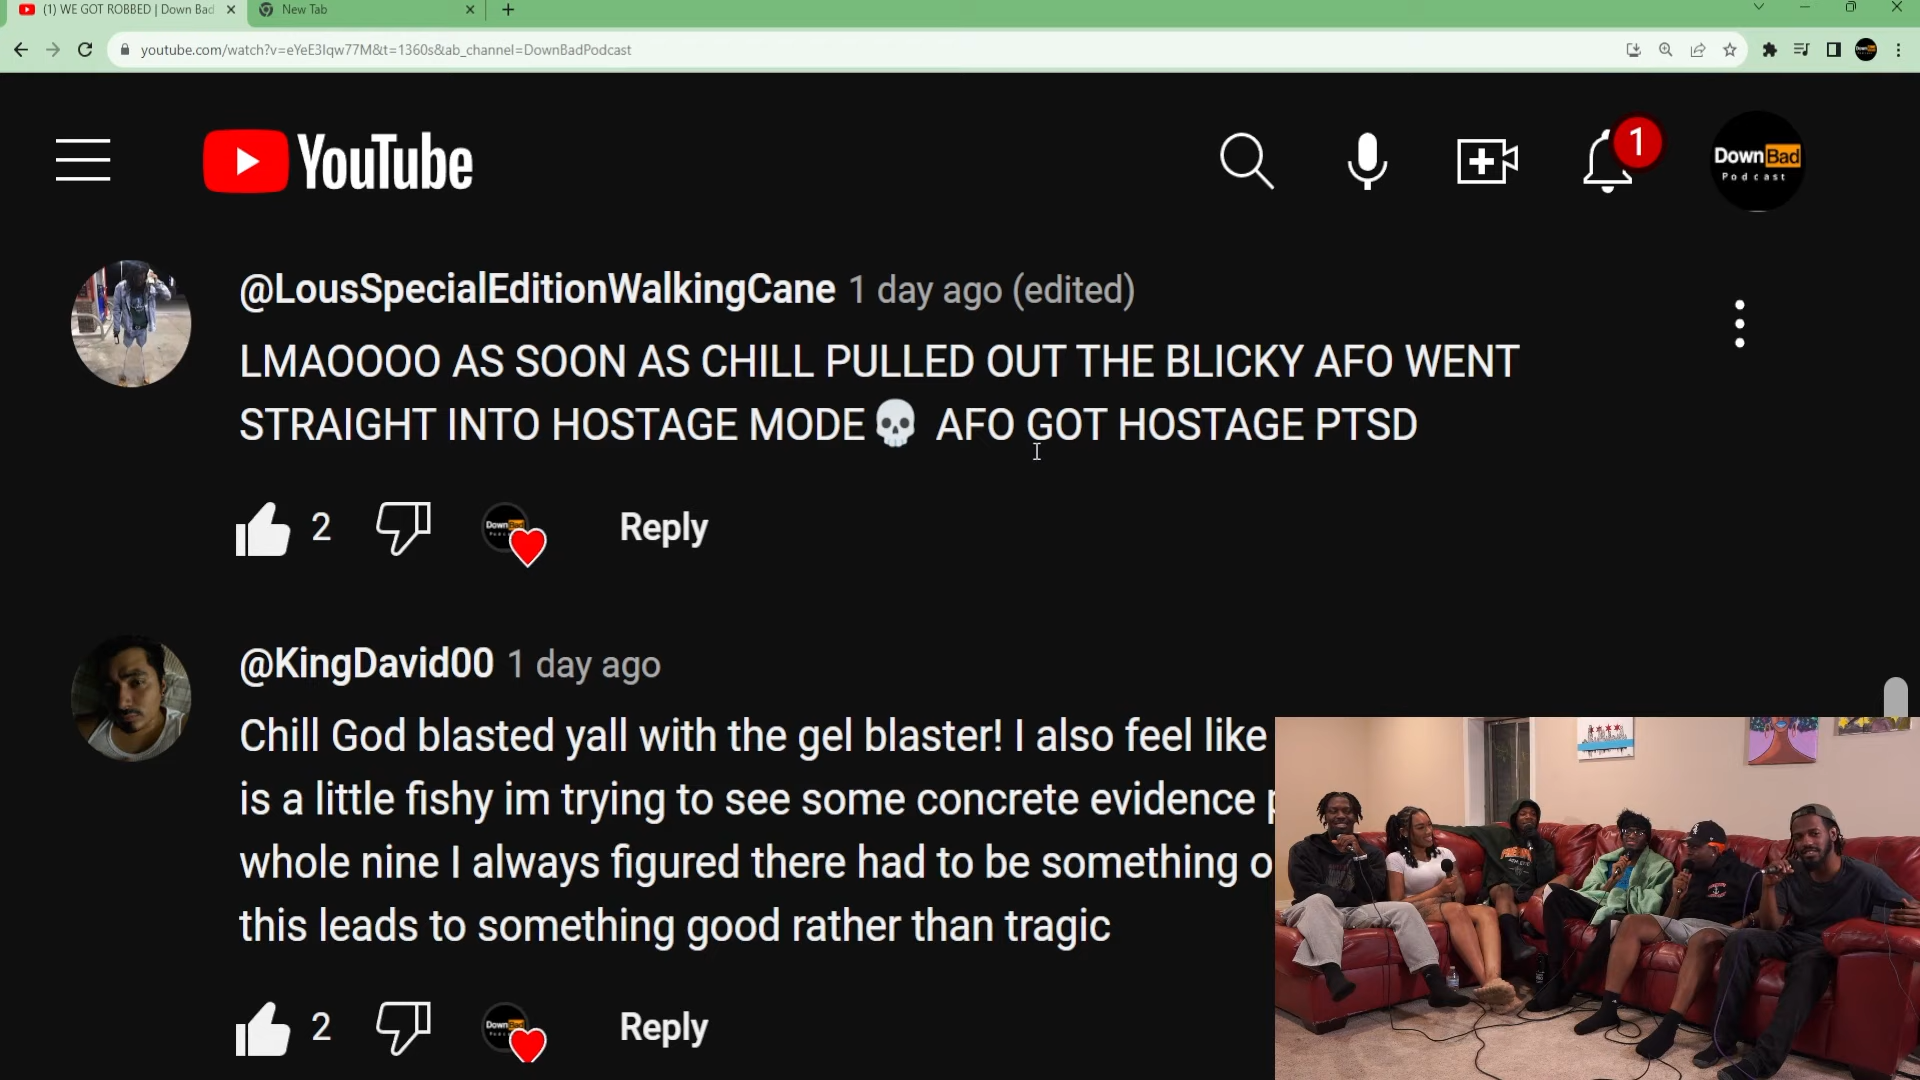 (1) WE GOT ROBBED | Down Bad
New Tab
youtube.com/watch?v=eYeE3Iqw77M&t=1360s&ab_channel=DownBadPodcast
YouTube
1
DownBad
Podcast
@LousSpecialEditionWalkingCane 1 day ago (edited)
LMAOOOO AS SOON AS CHILL PULLED OUT THE BLICKY AFO WENT
STRAIGHT INTO HOSTAGE MODE💀 AFO GOT HOSTAGE PTSD
2
Reply
@KingDavid00 1 day ago
Chill God blasted yall with the gel blaster! I also feel like
is a little fishy im trying to see some concrete evidence
whole nine I always figured there had to be something
this leads to something good rather than tragic
2
Reply